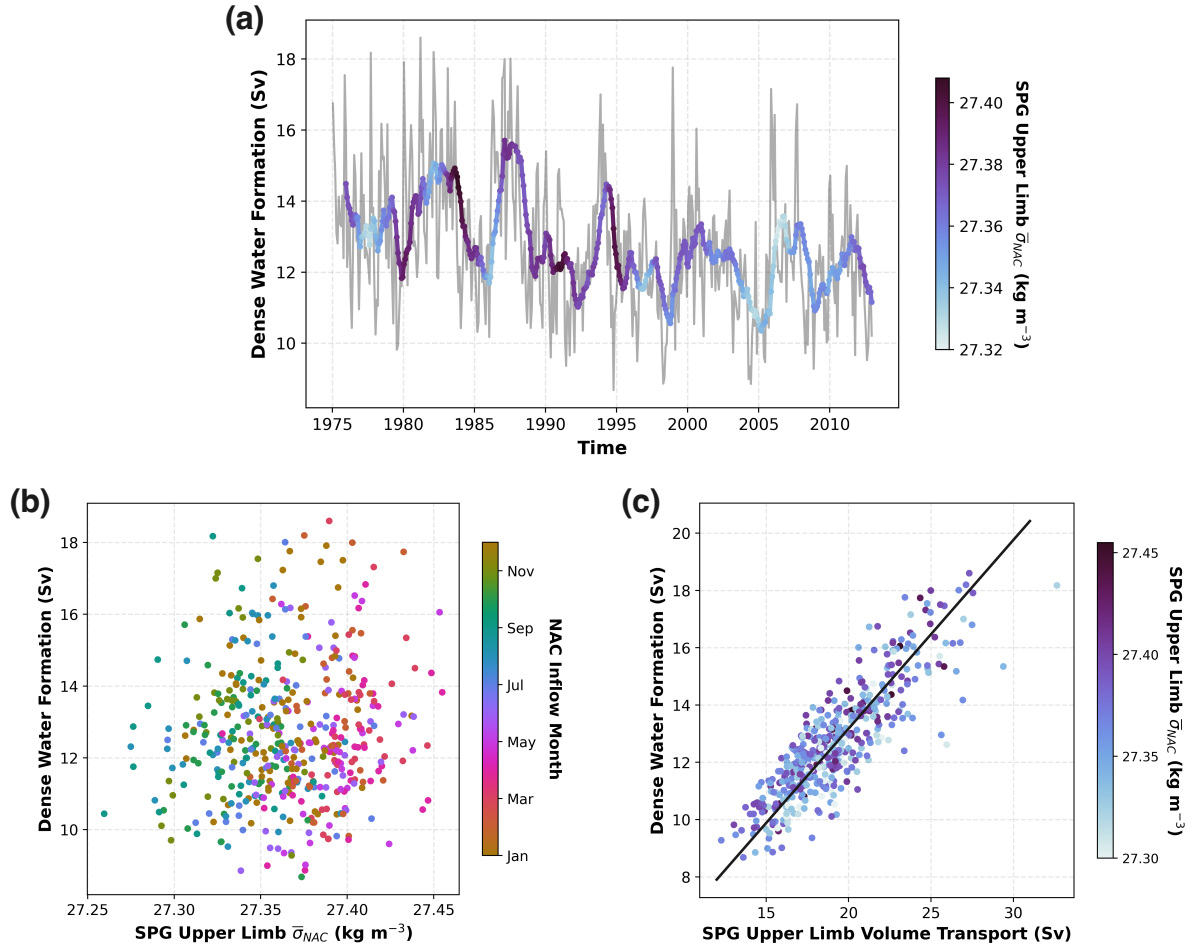 (a)
Dense Water Formation (Sv)
18
16
14
12
10
1975 1980 1985 1990 1995 2000 2005 2010
Time
27.40
27.38
27.36
27.34
27.32
SPG Upper Limb σ̅_NAC (kg m⁻³)
(b)
Dense Water Formation (Sv)
18
16
14
12
10
27.25 27.30 27.35 27.40 27.45
SPG Upper Limb σ̅_NAC (kg m⁻³)
Nov
Sep
Jul
May
Mar
Jan
NAC Inflow Month
(c)
Dense Water Formation (Sv)
20
18
16
14
12
10
8
15 20 25 30
SPG Upper Limb Volume Transport (Sv)
27.45
27.40
27.35
27.30
SPG Upper Limb σ̅_NAC (kg m⁻³)